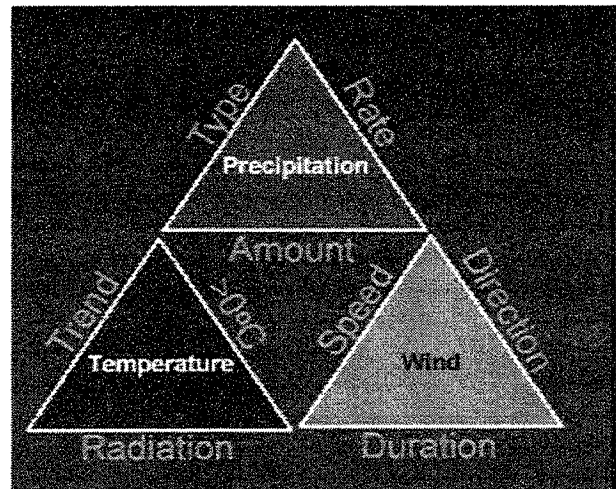 Type
Rate
Precipitation
Amount
Trend
>0ºC
Speed
Direction
Temperature
Wind
Radiation
Duration